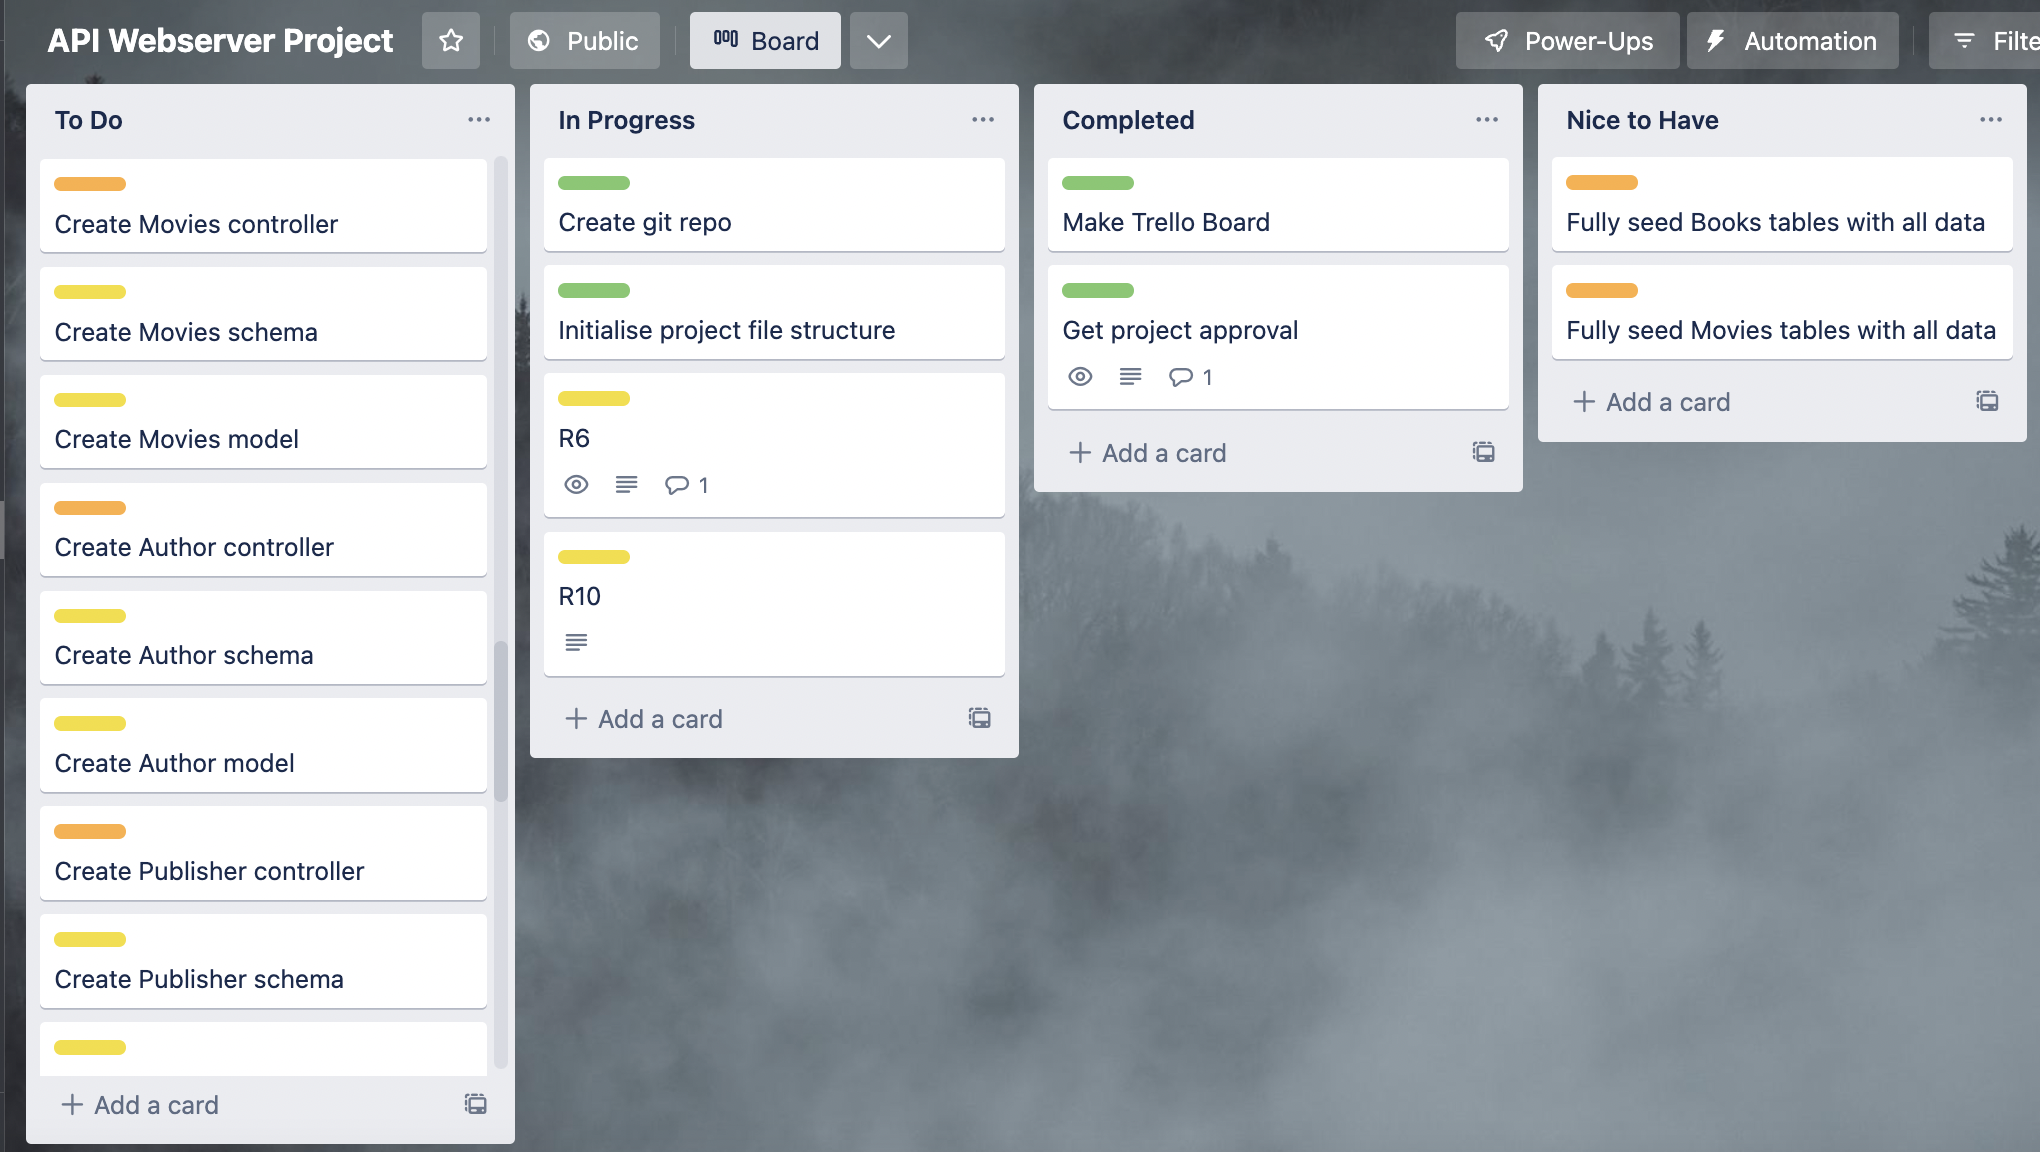 API Webserver Project
Public
Board
Power-Ups
Automation
Filte
To Do
Create Movies controller
Create Movies schema
Create Movies model
Create Author controller
Create Author schema
Create Author model
Create Publisher controller
Create Publisher schema
Add a card
In Progress
Create git repo
Initialise project file structure
R6
1
R10
Add a card
Completed
Make Trello Board
Get project approval
1
Add a card
Nice to Have
Fully seed Books tables with all data
Fully seed Movies tables with all data
Add a card